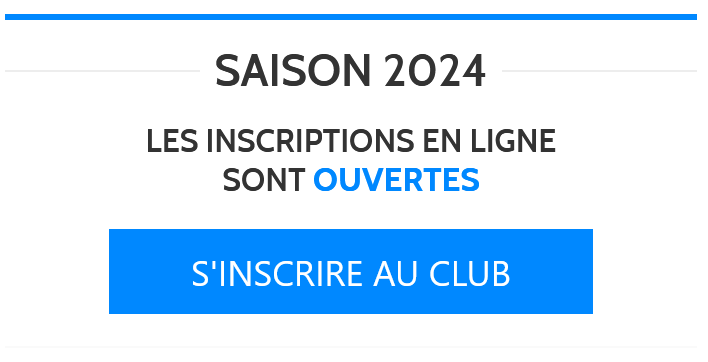 SAISON 2024
LES INSCRIPTIONS EN LIGNE
SONT OUVERTES
S'INSCRIRE AU CLUB